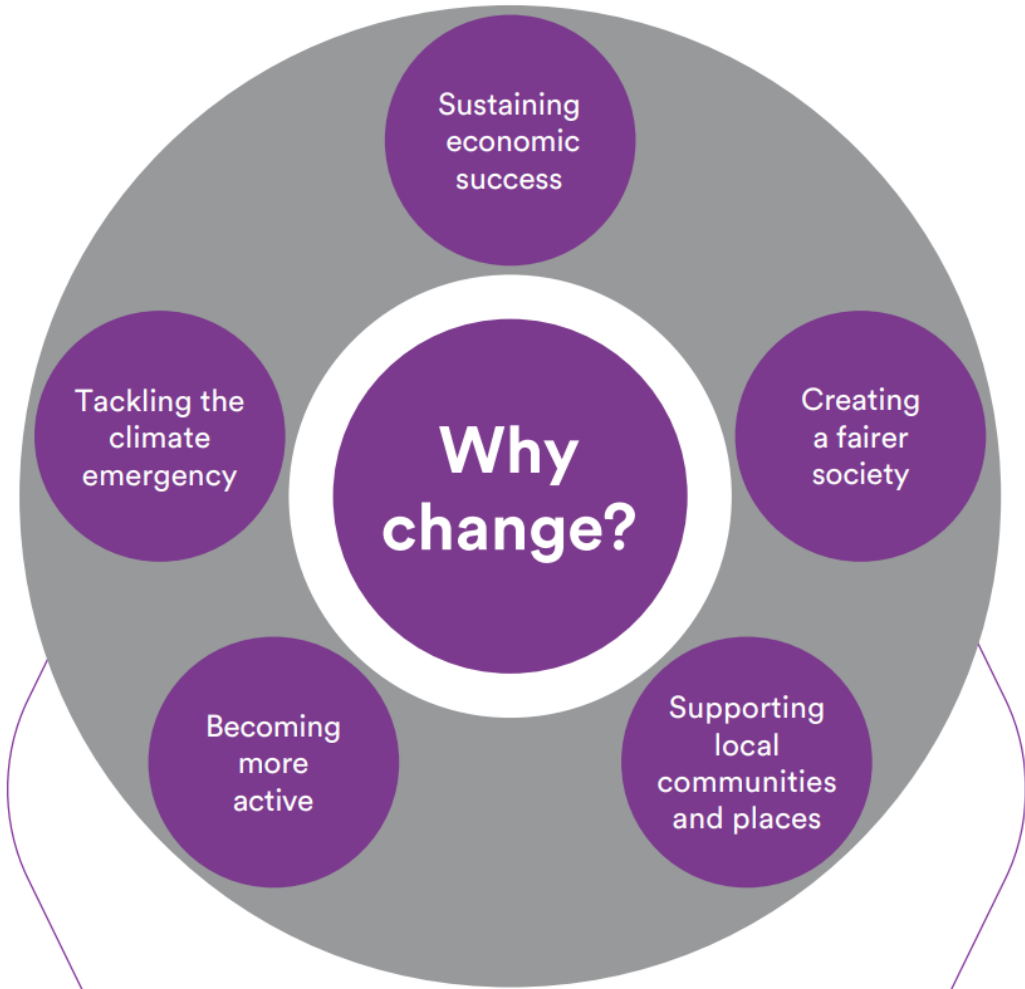 Sustaining
economic
success
Tackling the
climate
emergency
Why
change?
Creating
a fairer
society
Becoming
more
active
Supporting
local
communities
and places